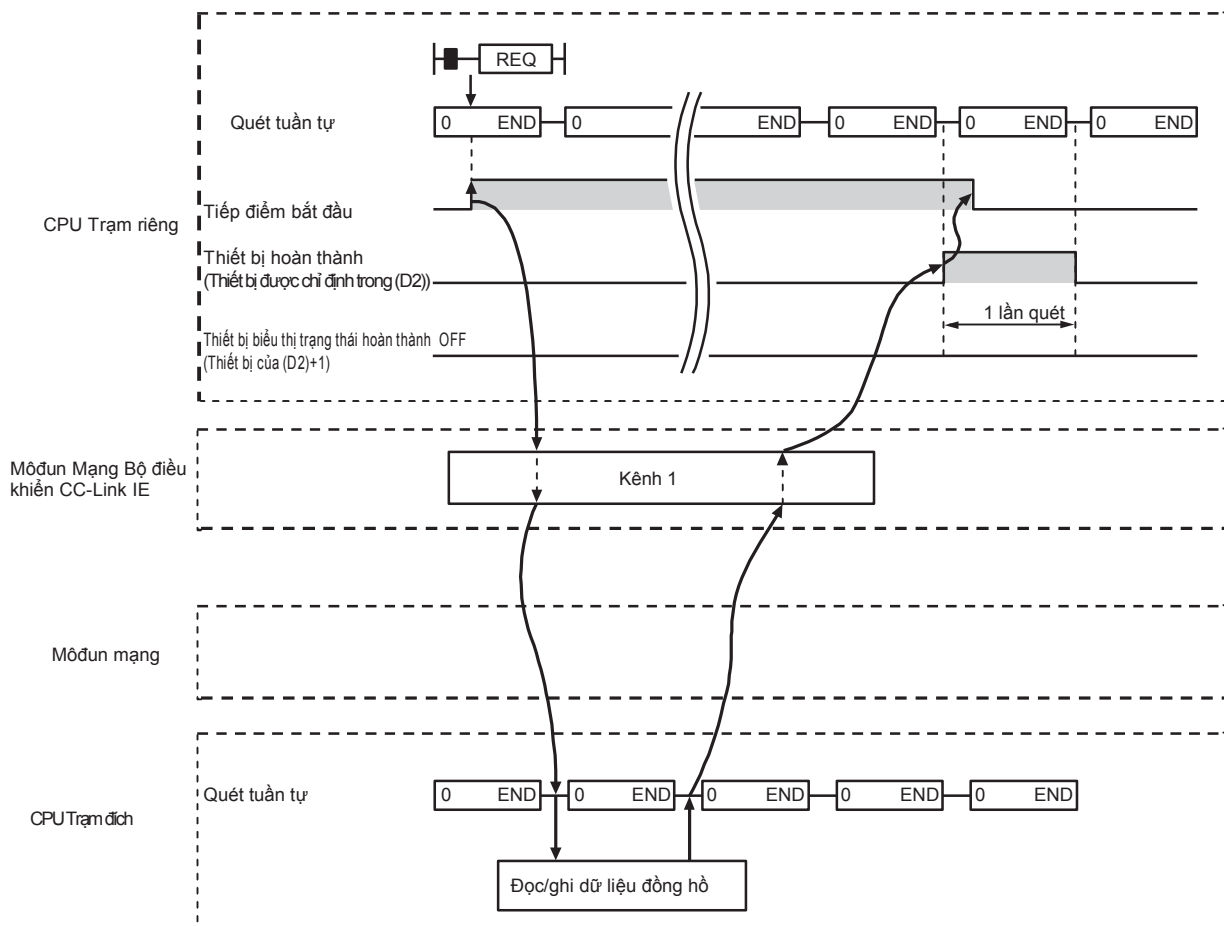 REQ
Quét tuần tự
0 END 0 END 0 END 0 END 0 END
CPU Trạm riêng
Tiếp điểm bắt đầu
Thiết bị hoàn thành
(Thiết bị được chỉ định trong (D2))
1 lần quét
Thiết bị biểu thị trạng thái hoàn thành OFF
(Thiết bị của (D2)+1)
Môđun Mạng Bộ điều
khiển CC-Link IE
Kênh 1
Môđun mạng
Quét tuần tự
0 END 0 END 0 END 0 END 0 END
CPU Trạm đích
Đọc/ghi dữ liệu đồng hồ